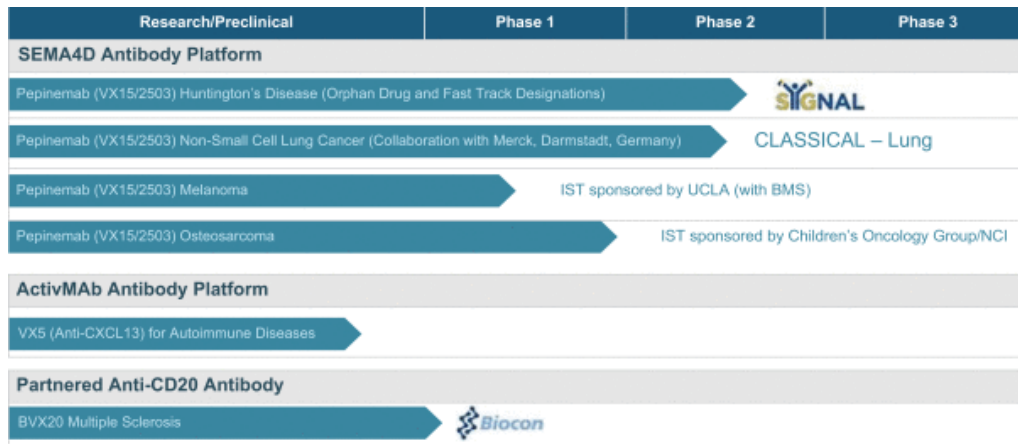 Research/Preclinical Phase 1 Phase 2 Phase 3
SEMA4D Antibody Platform
Pepinemab (VX15/2503) Huntington's Disease (Orphan Drug and Fast Track Designations) SIGNAL
Pepinemab (VX15/2503) Non-Small Cell Lung Cancer (Collaboration with Merck, Darmstadt, Germany) CLASSICAL – Lung
Pepinemab (VX15/2503) Melanoma IST sponsored by UCLA (with BMS)
Pepinemab (VX15/2503) Osteosarcoma IST sponsored by Children's Oncology Group/NCI
ActivMAb Antibody Platform
VX5 (Anti-CXCL13) for Autoimmune Diseases
Partnered Anti-CD20 Antibody
BVX20 Multiple Sclerosis Biocon